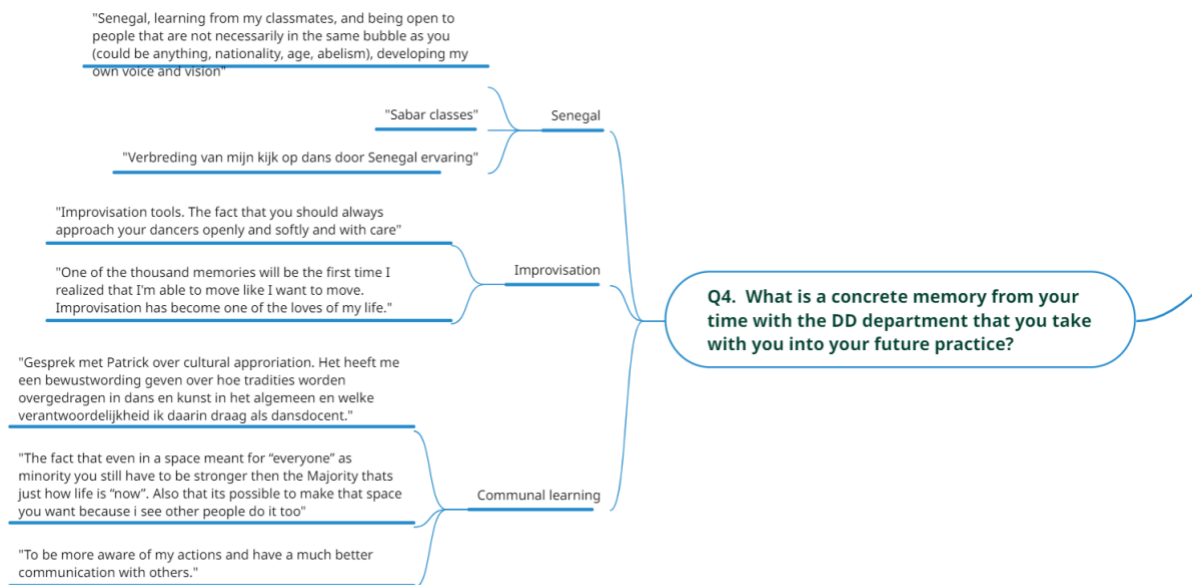 "Senegal, learning from my classmates, and being open to
people that are not necessarily in the same bubble as you
(could be anything, nationality, age, abelism), developing my
own voice and vision"
"Sabar classes"
Senegal
"Verbreding van mijn kijk op dans door Senegal ervaring"
"Improvisation tools. The fact that you should always
approach your dancers openly and softly and with care"
Improvisation
"One of the thousand memories will be the first time I
realized that I'm able to move like I want to move.
Improvisation has become one of the loves of my life."
Q4.  What is a concrete memory from your
time with the DD department that you take
with you into your future practice?
"Gesprek met Patrick over cultural approriation. Het heeft me
een bewustwording geven over hoe tradities worden
overgedragen in dans en kunst in het algemeen en welke
verantwoordelijkheid ik daarin draag als dansdocent."
"The fact that even in a space meant for “everyone” as
minority you still have to be stronger then the Majority thats
just how life is “now”. Also that its possible to make that space
you want because i see other people do it too"
Communal learning
"To be more aware of my actions and have a much better
communication with others."